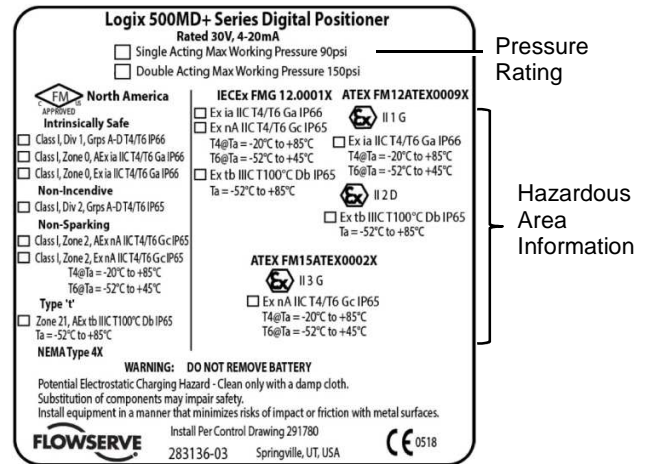 Logix 500MD+ Series Digital Positioner
Rated 30V, 4-20mA
Single Acting Max Working Pressure 90psi
Double Acting Max Working Pressure 150psi
Pressure
Rating
C FM US
APPROVED
North America
Intrinsically Safe
Class I, Div 1, Grps A-D T4/T6 IP66
Class I, Zone 0, AEx ia IIC T4/T6 Ga IP66
Class I, Zone 0, Ex ia IIC T4/T6 Ga IP66
Non-Incendive
Class I, Div 2, Grps A-D T4/T6 IP65
Non-Sparking
Class I, Zone 2, AEx nA IIC T4/T6 Gc IP65
Class I, Zone 2, Ex nA IIC T4/T6 Gc IP65
T4@Ta = -20°C to +85°C
T6@Ta = -52°C to +45°C
Type 't'
Zone 21, AEx tb IIIC T100°C Db IP65
Ta = -52°C to +85°C
NEMA Type 4X
IECEx FMG 12.0001X
Ex ia IIC T4/T6 Ga IP66
Ex nA IIC T4/T6 Gc IP65
T4@Ta = -20°C to +85°C
T6@Ta = -52°C to +45°C
Ex tb IIIC T100°C Db IP65
Ta = -52°C to +85°C
ATEX FM12ATEX0009X
Ex II 1 G
Ex ia IIC T4/T6 Ga IP66
T4@Ta = -20°C to +85°C
T6@Ta = -52°C to +45°C
Ex II 2 D
Ex tb IIIC T100°C Db IP65
Ta = -52°C to +85°C
ATEX FM15ATEX0002X
Ex II 3 G
Ex nA IIC T4/T6 Gc IP65
T4@Ta = -20°C to +85°C
T6@Ta = -52°C to +45°C
Hazardous
Area
Information
WARNING: DO NOT REMOVE BATTERY
Potential Electrostatic Charging Hazard - Clean only with a damp cloth.
Substitution of components may impair safety.
Install equipment in a manner that minimizes risks of impact or friction with metal surfaces.
FLOWSERVE
Install Per Control Drawing 291780
283136-03 Springville, UT, USA
CE 0518